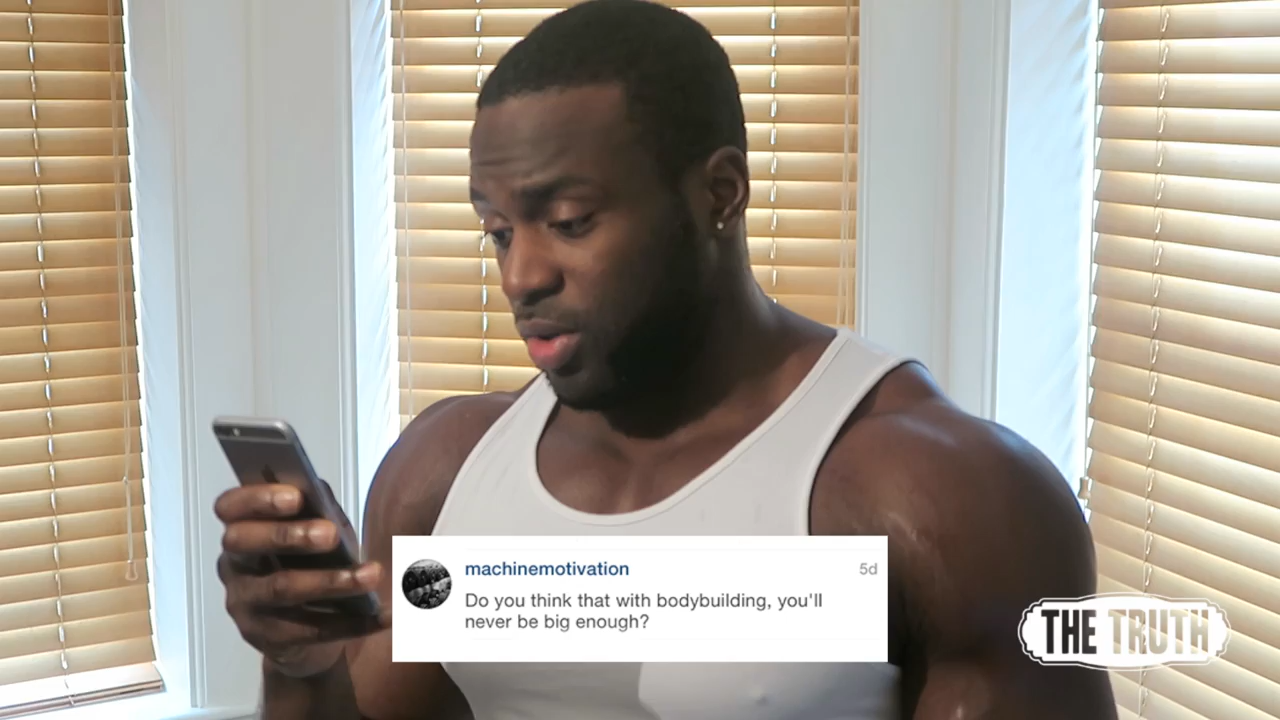 machinemotivation 5d
Do you think that with bodybuilding, you'll
never be big enough?
THE TRUTH